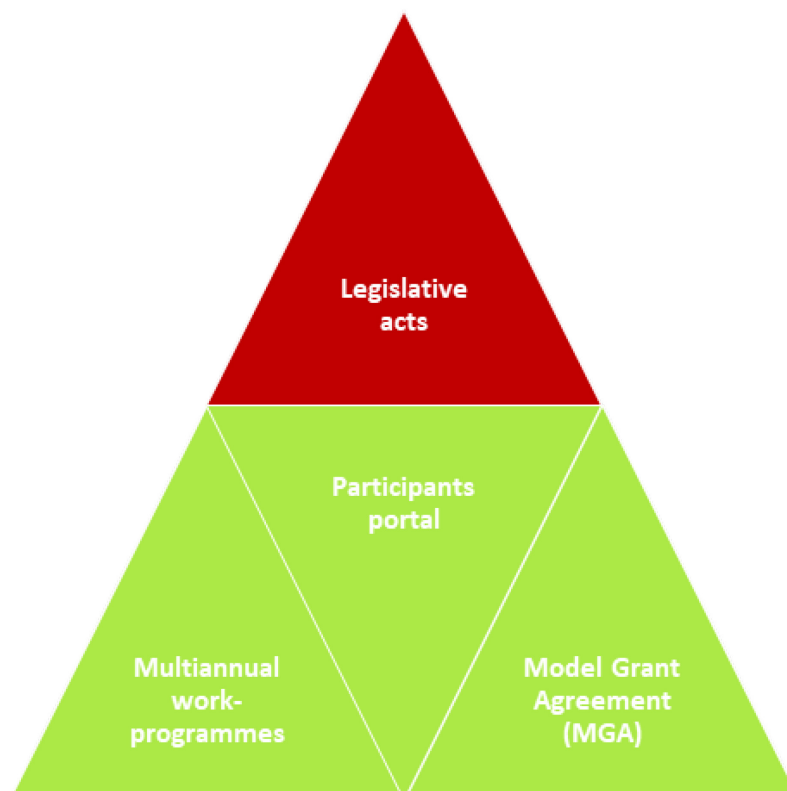 Legislative
acts
Participants
portal
Multiannual
work-
programmes
Model Grant
Agreement
(MGA)